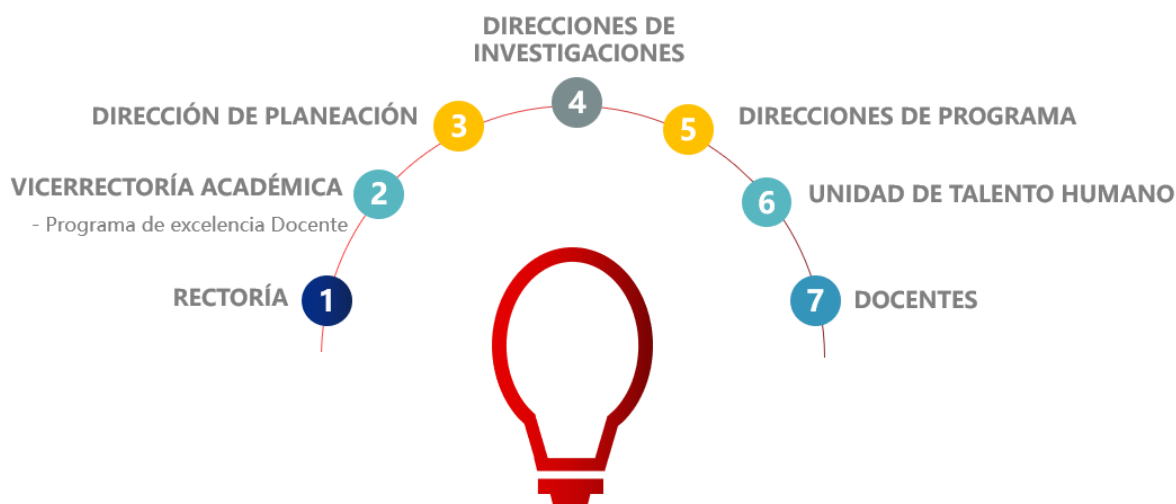 1
RECTORÍA
2
VICERRECTORÍA ACADÉMICA
- Programa de excelencia Docente
3
DIRECCIÓN DE PLANEACIÓN
4
DIRECCIONES DE
INVESTIGACIONES
5
DIRECCIONES DE PROGRAMA
6
UNIDAD DE TALENTO HUMANO
7
DOCENTES